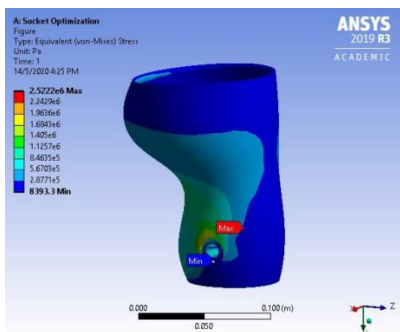 A: Socket Optimization
Figure
Type: Equivalent (von-Mises) Stress
Unit: Pa
Time: 1
14/5/2020 4:25 PM
2.5222e6 Max
2.2429e6
1.9636e6
1.6843e6
1.405e6
1.1257e6
8.4635e5
5.6703e5
2.8771e5
8393.3 Min
ANSYS
2019 R3
ACADEMIC
Max
Min
0.000
0.100 (m)
0.050
X
Z